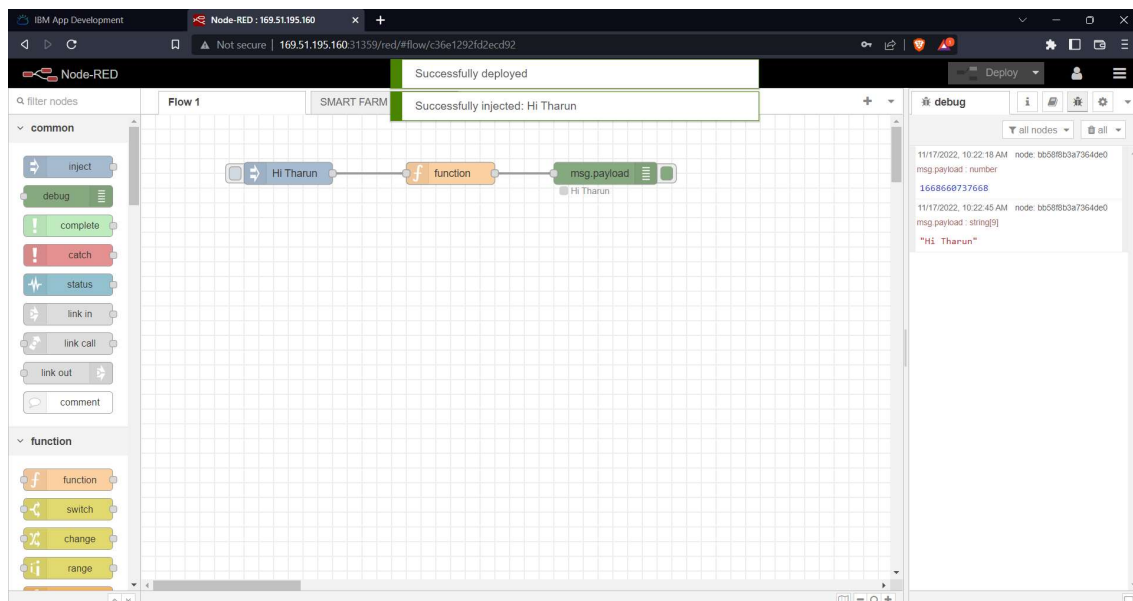 IBM App Development
Node-RED : 169.51.195.160
Not secure | 169.51.195.160:31359/red/#flow/c36e1292fd2ecd92
Node-RED
Successfully deployed
Deploy
filter nodes
Flow 1
SMART FARM
Successfully injected: Hi Tharun
debug
all nodes
all
common
inject
debug
complete
catch
status
link in
link call
link out
comment
function
function
switch
change
range
Hi Tharun
function
msg.payload
Hi Tharun
11/17/2022, 10:22:18 AM node: bb58f8b3a7364de0
msg.payload : number
1668660737668
11/17/2022, 10:22:45 AM node: bb58f8b3a7364de0
msg.payload : string[9]
"Hi Tharun"